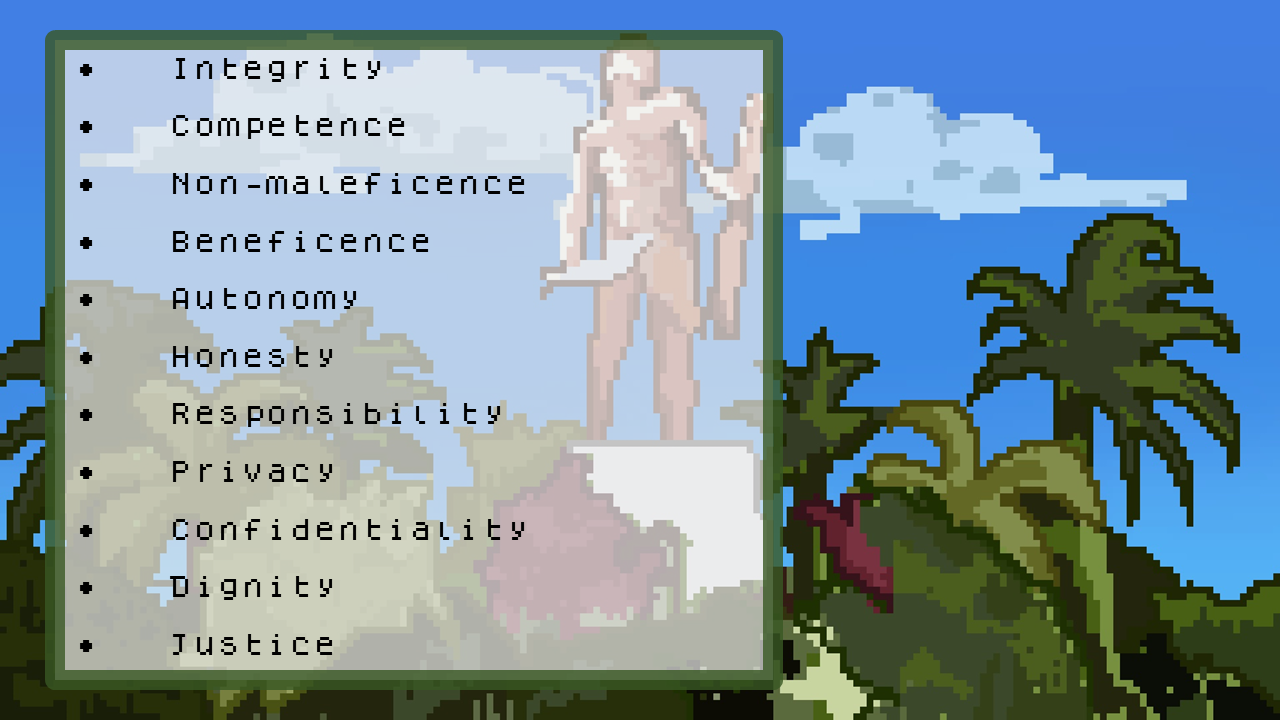 • Integrity
• Competence
• Non-maleficence
• Beneficence
• Autonomy
• Honesty
• Responsibility
• Privacy
• Confidentiality
• Dignity
• Justice